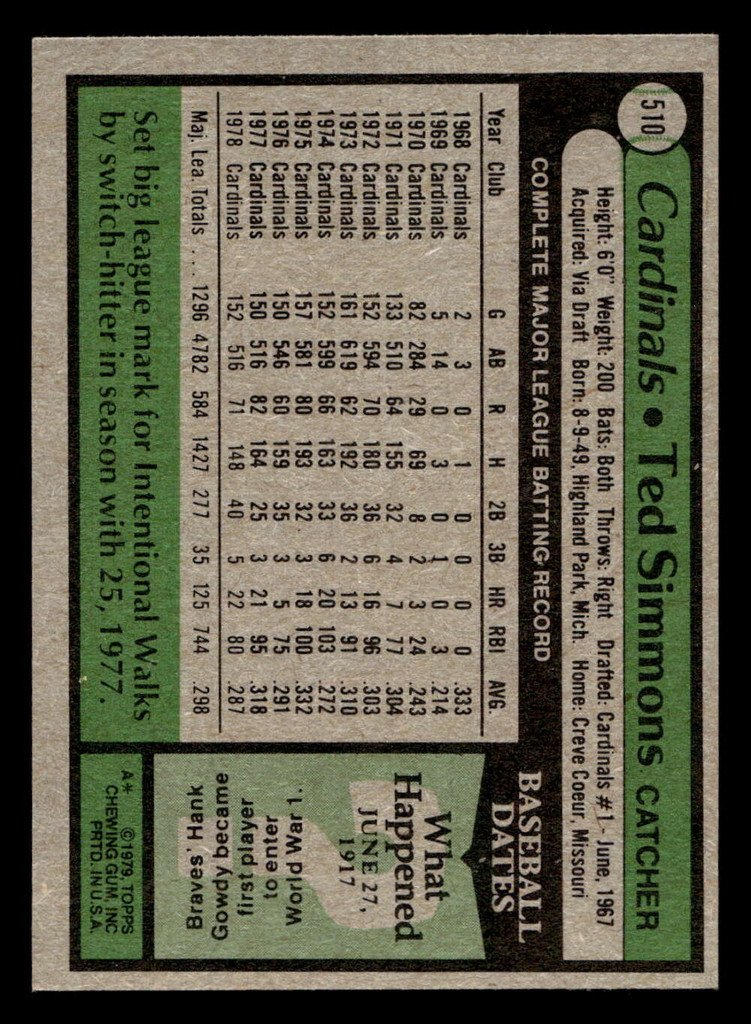 510
Cardinals • Ted Simmons CATCHER
Height: 6'0" Weight: 200 Bats: Both Throws: Right Drafted: Cardinals #1 - June, 1967
Acquired: Via Draft Born: 8-9-49, Highland Park, Mich. Home: Creve Coeur, Missouri
COMPLETE MAJOR LEAGUE BATTING RECORD
Year Club G AB R H 2B 3B HR RBI AVG.
1968 Cardinals 2 3 0 1 0 0 0 0 .333
1969 Cardinals 5 14 0 3 0 1 0 3 .214
1970 Cardinals 82 284 29 69 8 2 3 24 .243
1971 Cardinals 133 510 64 155 32 4 7 77 .304
1972 Cardinals 152 594 70 180 36 6 16 96 .303
1973 Cardinals 161 619 62 192 36 2 13 91 .310
1974 Cardinals 152 599 66 163 33 6 20 103 .272
1975 Cardinals 157 581 80 193 32 3 18 100 .332
1976 Cardinals 150 546 60 159 35 3 5 75 .291
1977 Cardinals 150 516 82 164 25 3 21 95 .318
1978 Cardinals 152 516 71 148 40 5 22 80 .287
Maj. Lea. Totals . . . 1296 4782 584 1427 277 35 125 744 .298
Set big league mark for Intentional Walks
by switch-hitter in season with 25, 1977.
BASEBALL
DATES
What
Happened
JUNE 27,
1917
?
World War 1.
to enter
first player
Gowdy became
Braves' Hank
A* ©1979, TOPPS
CHEWING GUM, INC
PRTD. IN U.S.A.